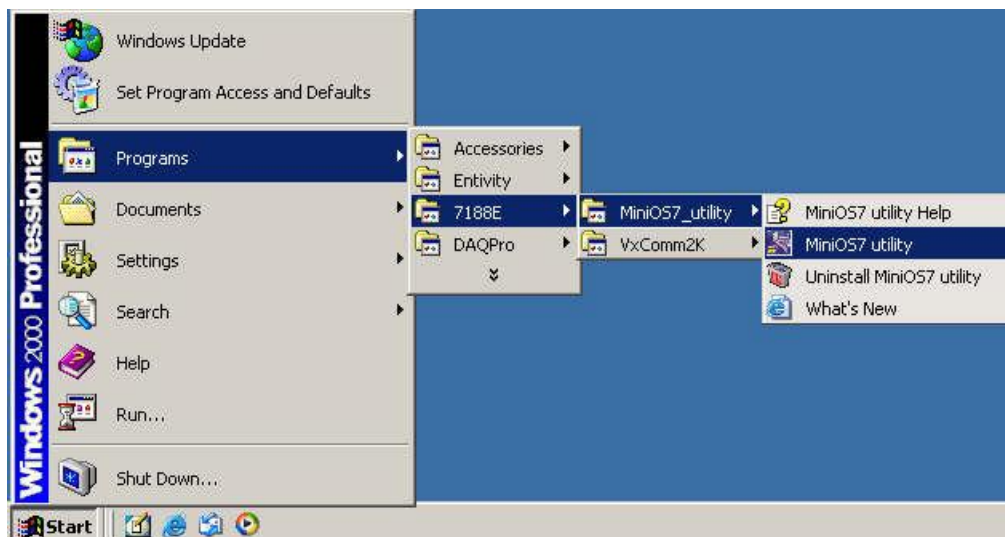 Windows 2000 Professional
Windows Update
Set Program Access and Defaults
Programs
Documents
Settings
Search
Help
Run...
Shut Down...
Accessories
Entivity
7188E
DAQPro
MiniOS7_utility
VxComm2K
MiniOS7 utility Help
MiniOS7 utility
Uninstall MiniOS7 utility
What's New
Start